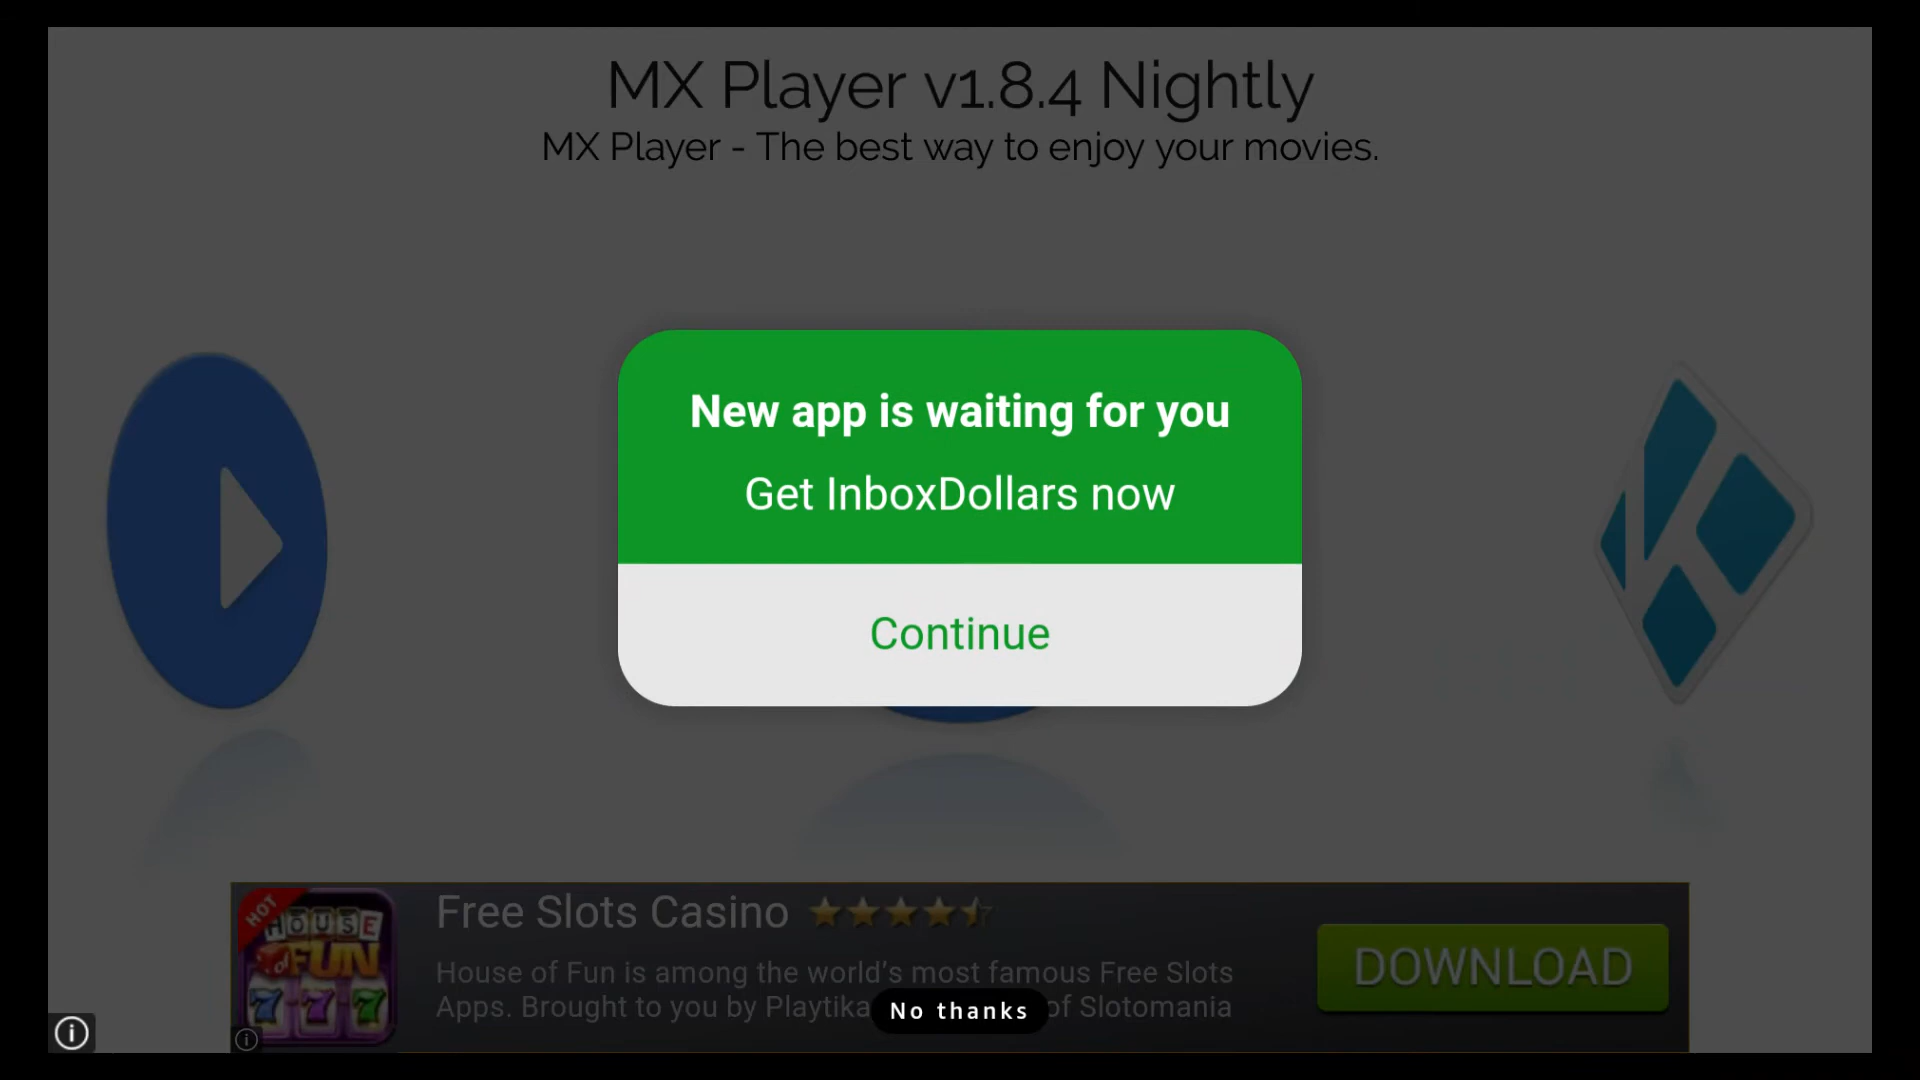 MX Player v1.8.4 Nightly
MX Player - The best way to enjoy your movies.
New app is waiting for you
Get InboxDollars now
Continue
HOT
HOUSE
of FUN
777
Free Slots Casino
House of Fun is among the world's most famous Free Slots
Apps. Brought to you by Playtika of Slotomania
DOWNLOAD
No thanks